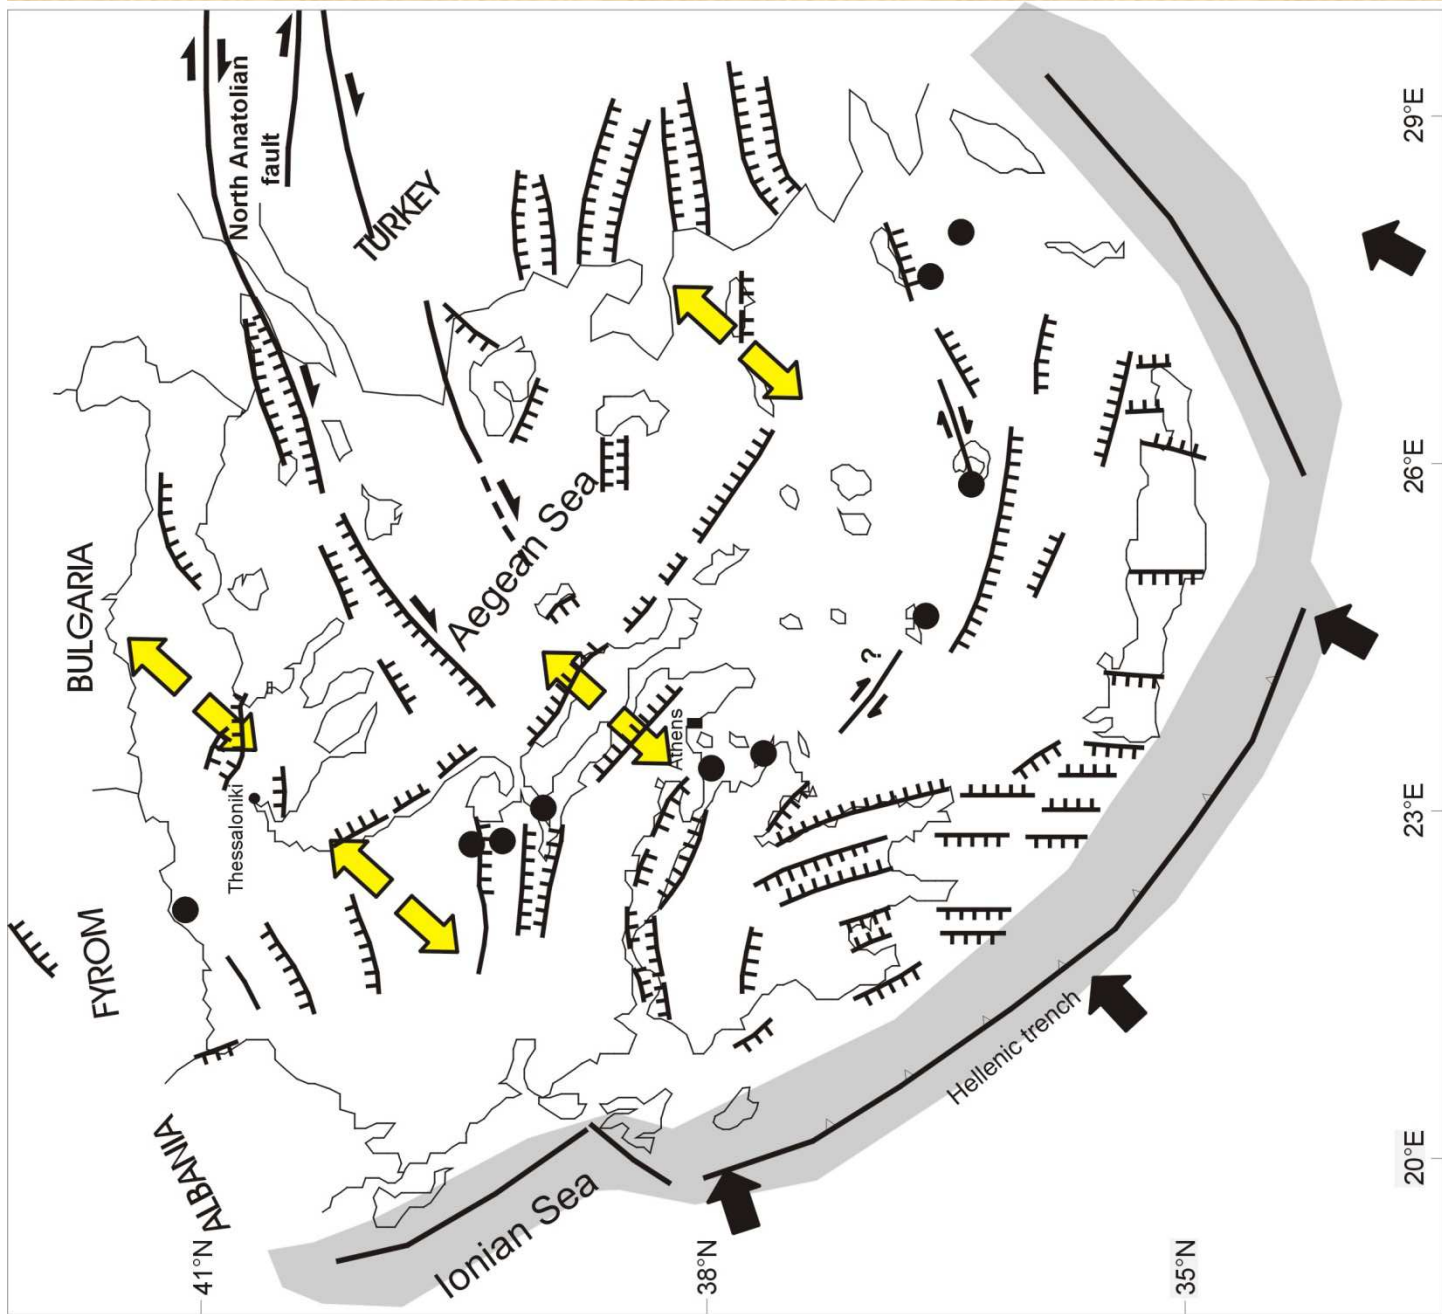 North Anatolian
fault
TURKEY
BULGARIA
Aegean Sea
FYROM
Thessaloniki
Athens
?
ALBANIA
Ionian Sea
Hellenic trench
41°N
38°N
35°N
20°E
23°E
26°E
29°E